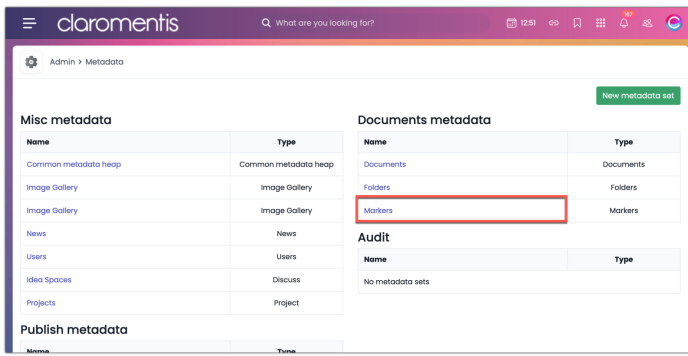 claromentis
What are you looking for?
12:51
167
Admin > Metadata
New metadata set
Misc metadata
Name Type
Common metadata heap Common metadata heap
Image Gallery Image Gallery
Image Gallery Image Gallery
News News
Users Users
Idea Spaces Discuss
Projects Project
Publish metadata
Name Type
Documents metadata
Name Type
Documents Documents
Folders Folders
Markers Markers
Audit
Name Type
No metadata sets